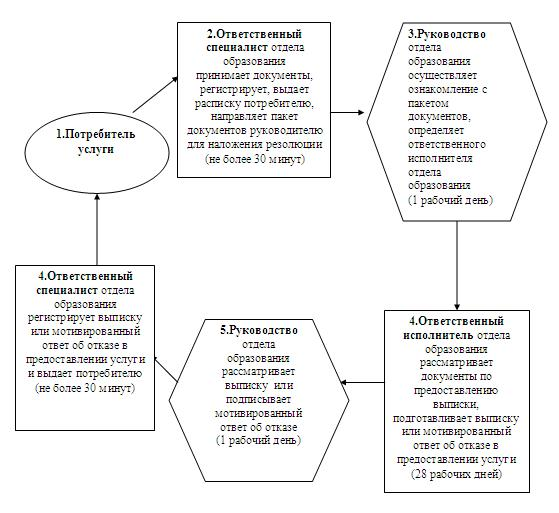 1.Потребитель
услуги
2.Ответственный
специалист отдела
образования
принимает документы,
регистрирует, выдает
расписку потребителю,
направляет пакет
документов руководителю
для наложения резолюции
(не более 30 минут)
3.Руководство
отдела
образования
осуществляет
ознакомление с
пакетом
документов,
определяет
ответственного
исполнителя
отдела
образования
(1 рабочий день)
4.Ответственный
исполнитель отдела
образования
рассматривает
документы по
предоставлению
выписки,
подготавливает выписку
или мотивированный
ответ об отказе в
предоставлении услуги
(28 рабочих дней)
5.Руководство
отдела
образования
рассматривает
выписку или
подписывает
мотивированный
ответ об отказе
(1 рабочий день)
4.Ответственный
специалист отдела
образования
регистрирует выписку
или мотивированный
ответ об отказе в
предоставлении услуги
и выдает потребителю
(не более 30 минут)